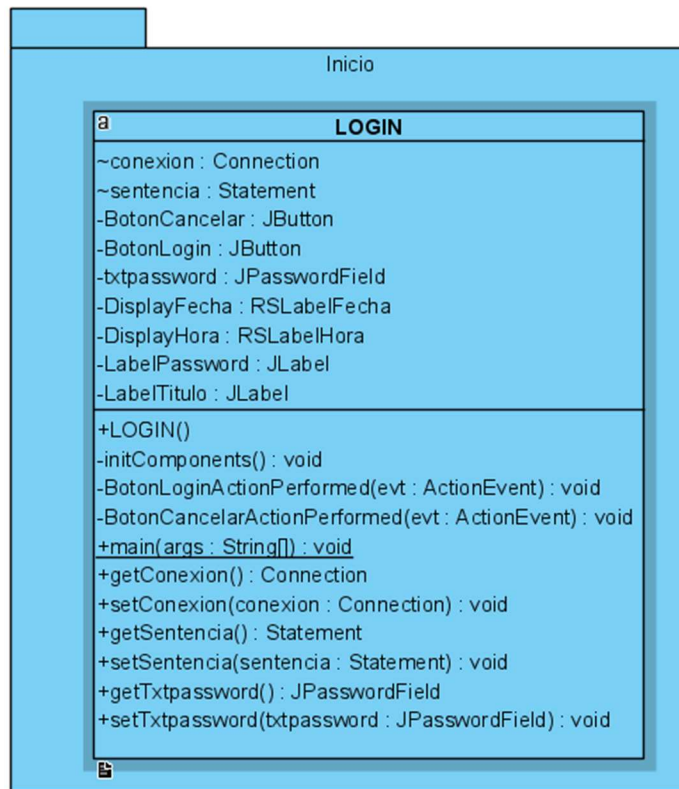 Inicio
a
LOGIN
~conexion : Connection
~sentencia : Statement
-BotonCancelar : JButton
-BotonLogin : JButton
-txtpassword : JPasswordField
-DisplayFecha : RSLabelFecha
-DisplayHora : RSLabelHora
-LabelPassword : JLabel
-LabelTitulo : JLabel
+LOGIN()
-initComponents() : void
-BotonLoginActionPerformed(evt : ActionEvent) : void
-BotonCancelarActionPerformed(evt : ActionEvent) : void
+main(args : String[]) : void
+getConexion() : Connection
+setConexion(conexion : Connection) : void
+getSentencia() : Statement
+setSentencia(sentencia : Statement) : void
+getTxtpassword() : JPasswordField
+setTxtpassword(txtpassword : JPasswordField) : void